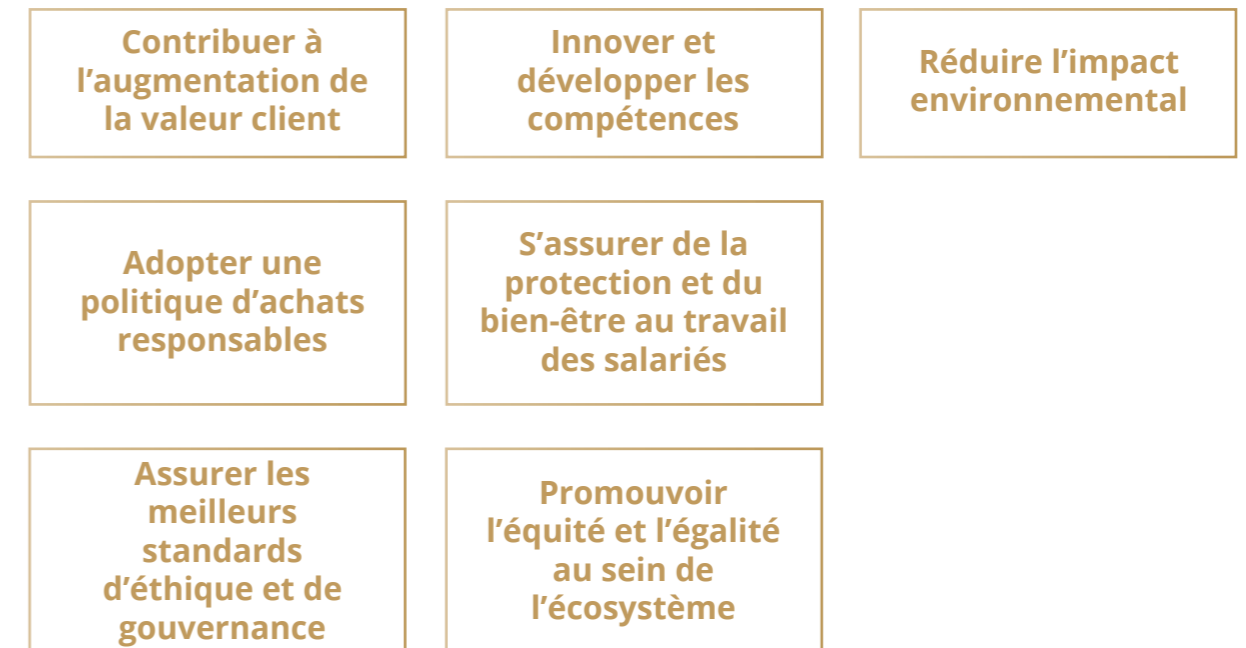 Contribuer à
l’augmentation de
la valeur client
Innover et
développer les
compétences
Réduire l’impact
environnemental
Adopter une
politique d’achats
responsables
S’assurer de la
protection et du
bien-être au travail
des salariés
Assurer les
meilleurs
standards
d’éthique et de
gouvernance
Promouvoir
l’équité et l’égalité
au sein de
l’écosystème